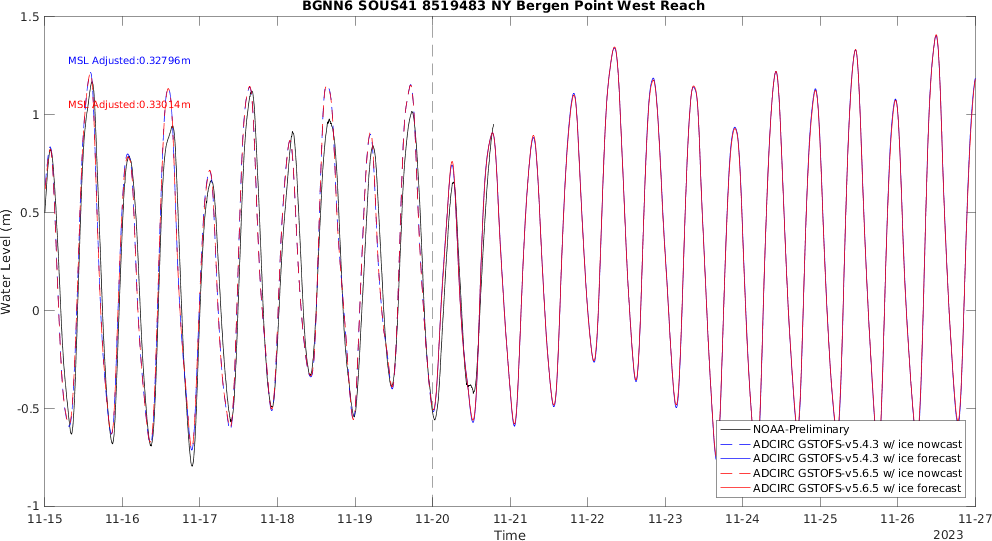 BGNN6 SOUS41 8519483 NY Bergen Point West Reach
1.5
MSL Adjusted:0.32796m
MSL Adjusted:0.33014m
1
0.5
0
-0.5
-1
Water Level (m)
NOAA-Preliminary
ADCIRC GSTOFS-v5.4.3 w/ ice nowcast
ADCIRC GSTOFS-v5.4.3 w/ ice forecast
ADCIRC GSTOFS-v5.6.5 w/ ice nowcast
ADCIRC GSTOFS-v5.6.5 w/ ice forecast
11-15 11-16 11-17 11-18 11-19 11-20 11-21 11-22 11-23 11-24 11-25 11-26 11-27
Time
2023